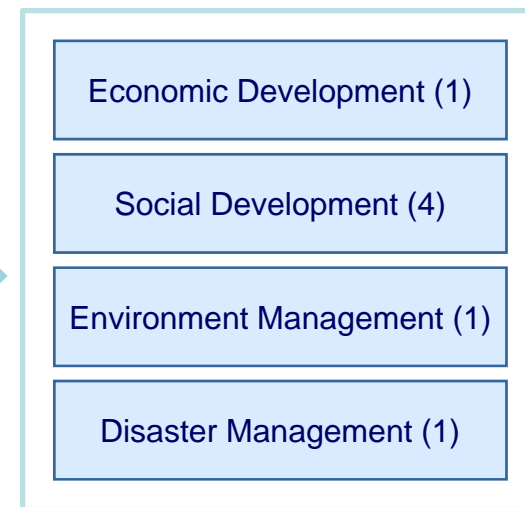 Economic Development (1)
Social Development (4)
Environment Management (1)
Disaster Management (1)